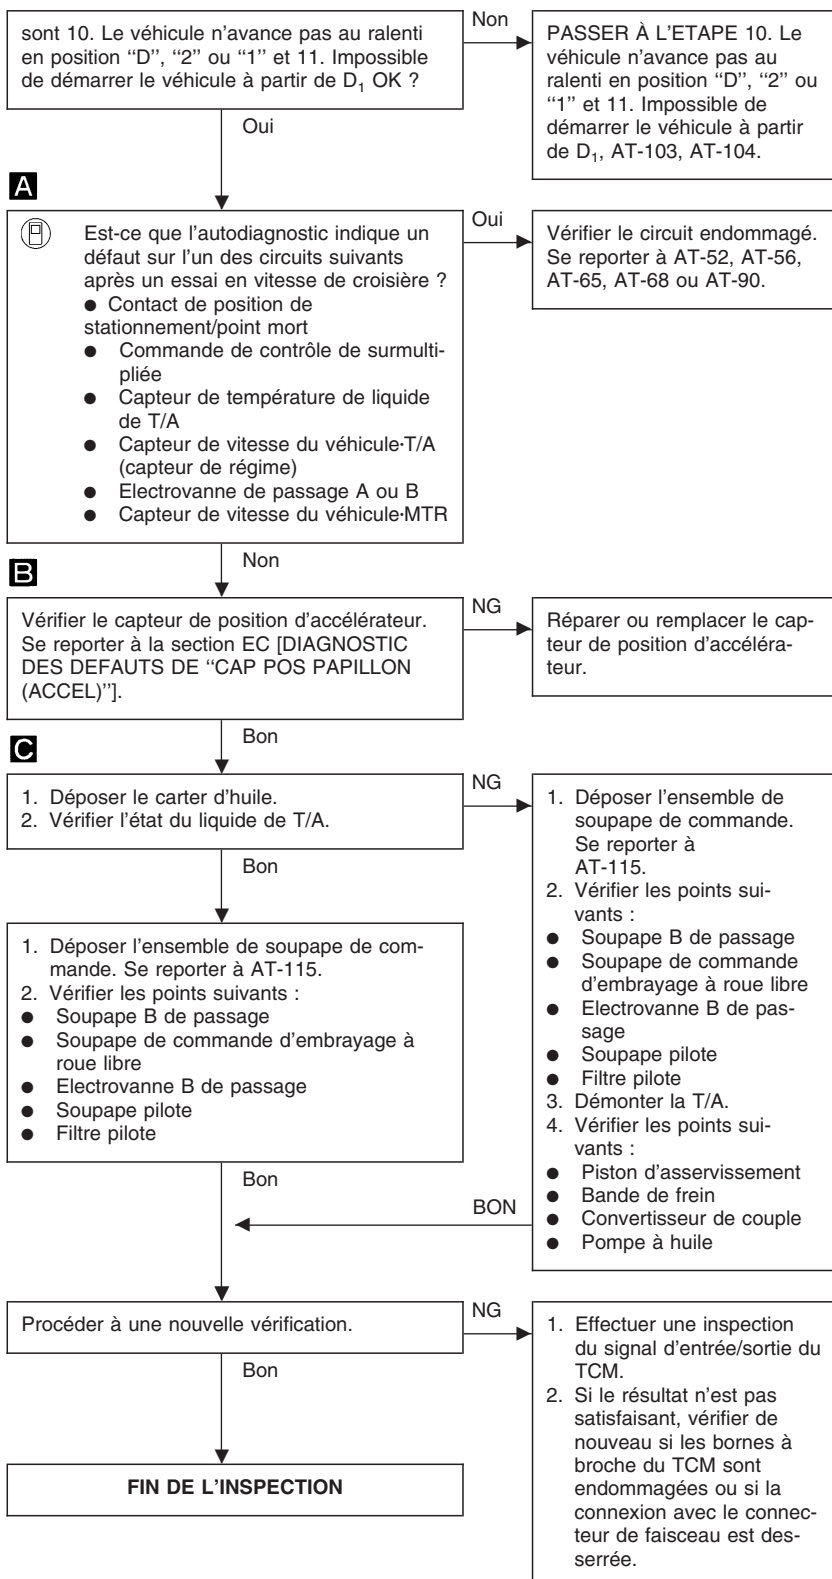 sont 10. Le véhicule n’avance pas au ralenti
en position “D”, “2” ou “1” et 11. Impossible
de démarrer le véhicule à partir de D₁ OK ?
Non
PASSER À L’ETAPE 10. Le
véhicule n’avance pas au
ralenti en position “D”, “2” ou
“1” et 11. Impossible de
démarrer le véhicule à partir
de D₁, AT-103, AT-104.
Oui
A
Est-ce que l’autodiagnostic indique un
défaut sur l’un des circuits suivants
après un essai en vitesse de croisière ?
● Contact de position de
stationnement/point mort
● Commande de contrôle de surmulti-
pliée
● Capteur de température de liquide
de T/A
● Capteur de vitesse du véhicule·T/A
(capteur de régime)
● Electrovanne de passage A ou B
● Capteur de vitesse du véhicule·MTR
Oui
Vérifier le circuit endommagé.
Se reporter à AT-52, AT-56,
AT-65, AT-68 ou AT-90.
Non
B
Vérifier le capteur de position d’accélérateur.
Se reporter à la section EC [DIAGNOSTIC
DES DEFAUTS DE “CAP POS PAPILLON
(ACCEL)”].
NG
Réparer ou remplacer le cap-
teur de position d’accéléra-
teur.
Bon
C
1. Déposer le carter d’huile.
2. Vérifier l’état du liquide de T/A.
NG
1. Déposer l’ensemble de
soupape de commande.
Se reporter à
AT-115.
2. Vérifier les points sui-
vants :
● Soupape B de passage
● Soupape de commande
d’embrayage à roue libre
● Electrovanne B de pas-
sage
● Soupape pilote
● Filtre pilote
3. Démonter la T/A.
4. Vérifier les points sui-
vants :
● Piston d’asservissement
● Bande de frein
● Convertisseur de couple
● Pompe à huile
Bon
1. Déposer l’ensemble de soupape de com-
mande. Se reporter à AT-115.
2. Vérifier les points suivants :
● Soupape B de passage
● Soupape de commande d’embrayage à
roue libre
● Electrovanne B de passage
● Soupape pilote
● Filtre pilote
Bon
BON
Procéder à une nouvelle vérification.
NG
1. Effectuer une inspection
du signal d’entrée/sortie du
TCM.
2. Si le résultat n’est pas
satisfaisant, vérifier de
nouveau si les bornes à
broche du TCM sont
endommagées ou si la
connexion avec le connec-
teur de faisceau est des-
serrée.
Bon
FIN DE L’INSPECTION